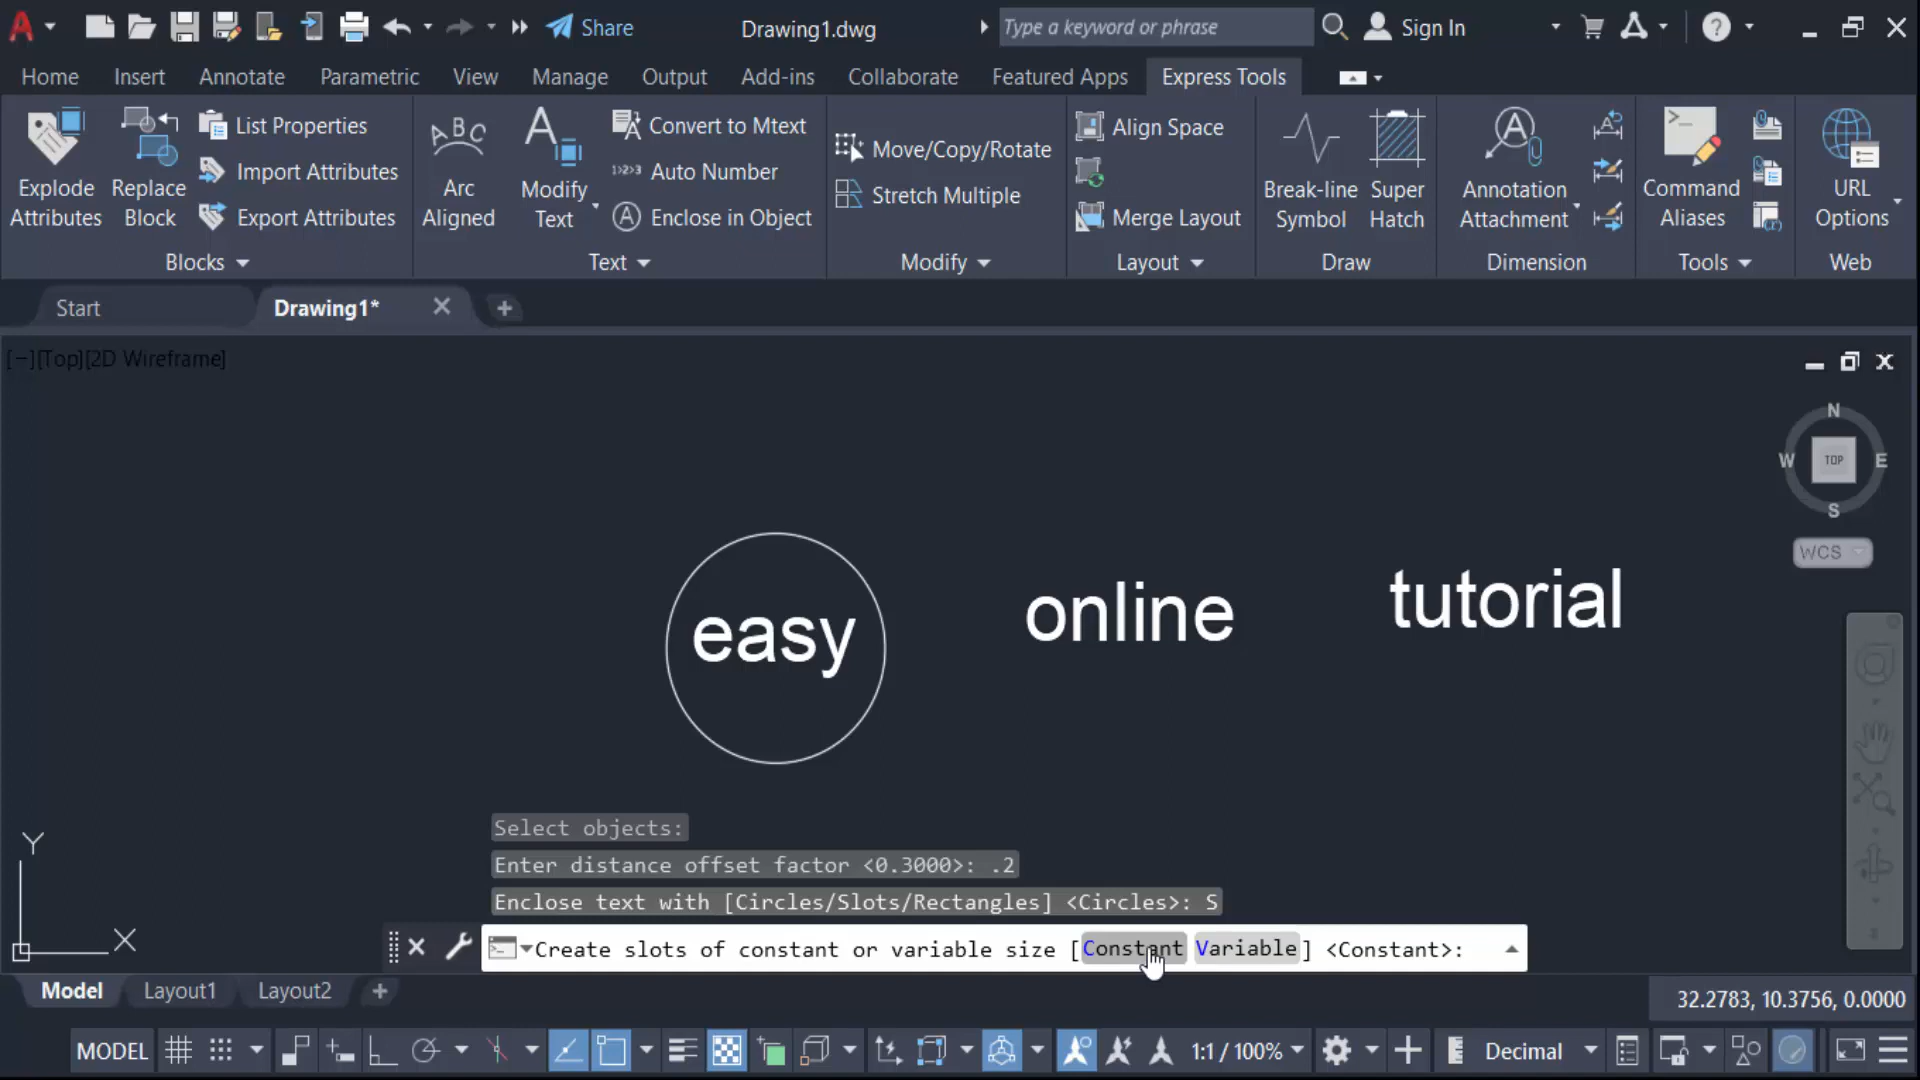 Share
Drawing1.dwg
Type a keyword or phrase
Sign In
Home Insert Annotate Parametric View Manage Output Add-ins Collaborate Featured Apps Express Tools
Explode Attributes
Replace Block
List Properties
Import Attributes
Export Attributes
Blocks
Arc Aligned
Modify Text
Convert to Mtext
Auto Number
Enclose in Object
Text
Move/Copy/Rotate
Stretch Multiple
Modify
Align Space
Merge Layout
Layout
Break-line Symbol
Super Hatch
Draw
Annotation Attachment
Dimension
Command Aliases
Tools
URL Options
Web
Start
Drawing1*
[−][Top][2D Wireframe]
N
W TOP E
S
WCS
easy online tutorial
Y
X
Select objects:
Enter distance offset factor <0.3000>: .2
Enclose text with [Circles/Slots/Rectangles] <Circles>: S
Create slots of constant or variable size [Constant Variable] <Constant>:
Model Layout1 Layout2
32.2783, 10.3756, 0.0000
MODEL
1:1 / 100%
Decimal